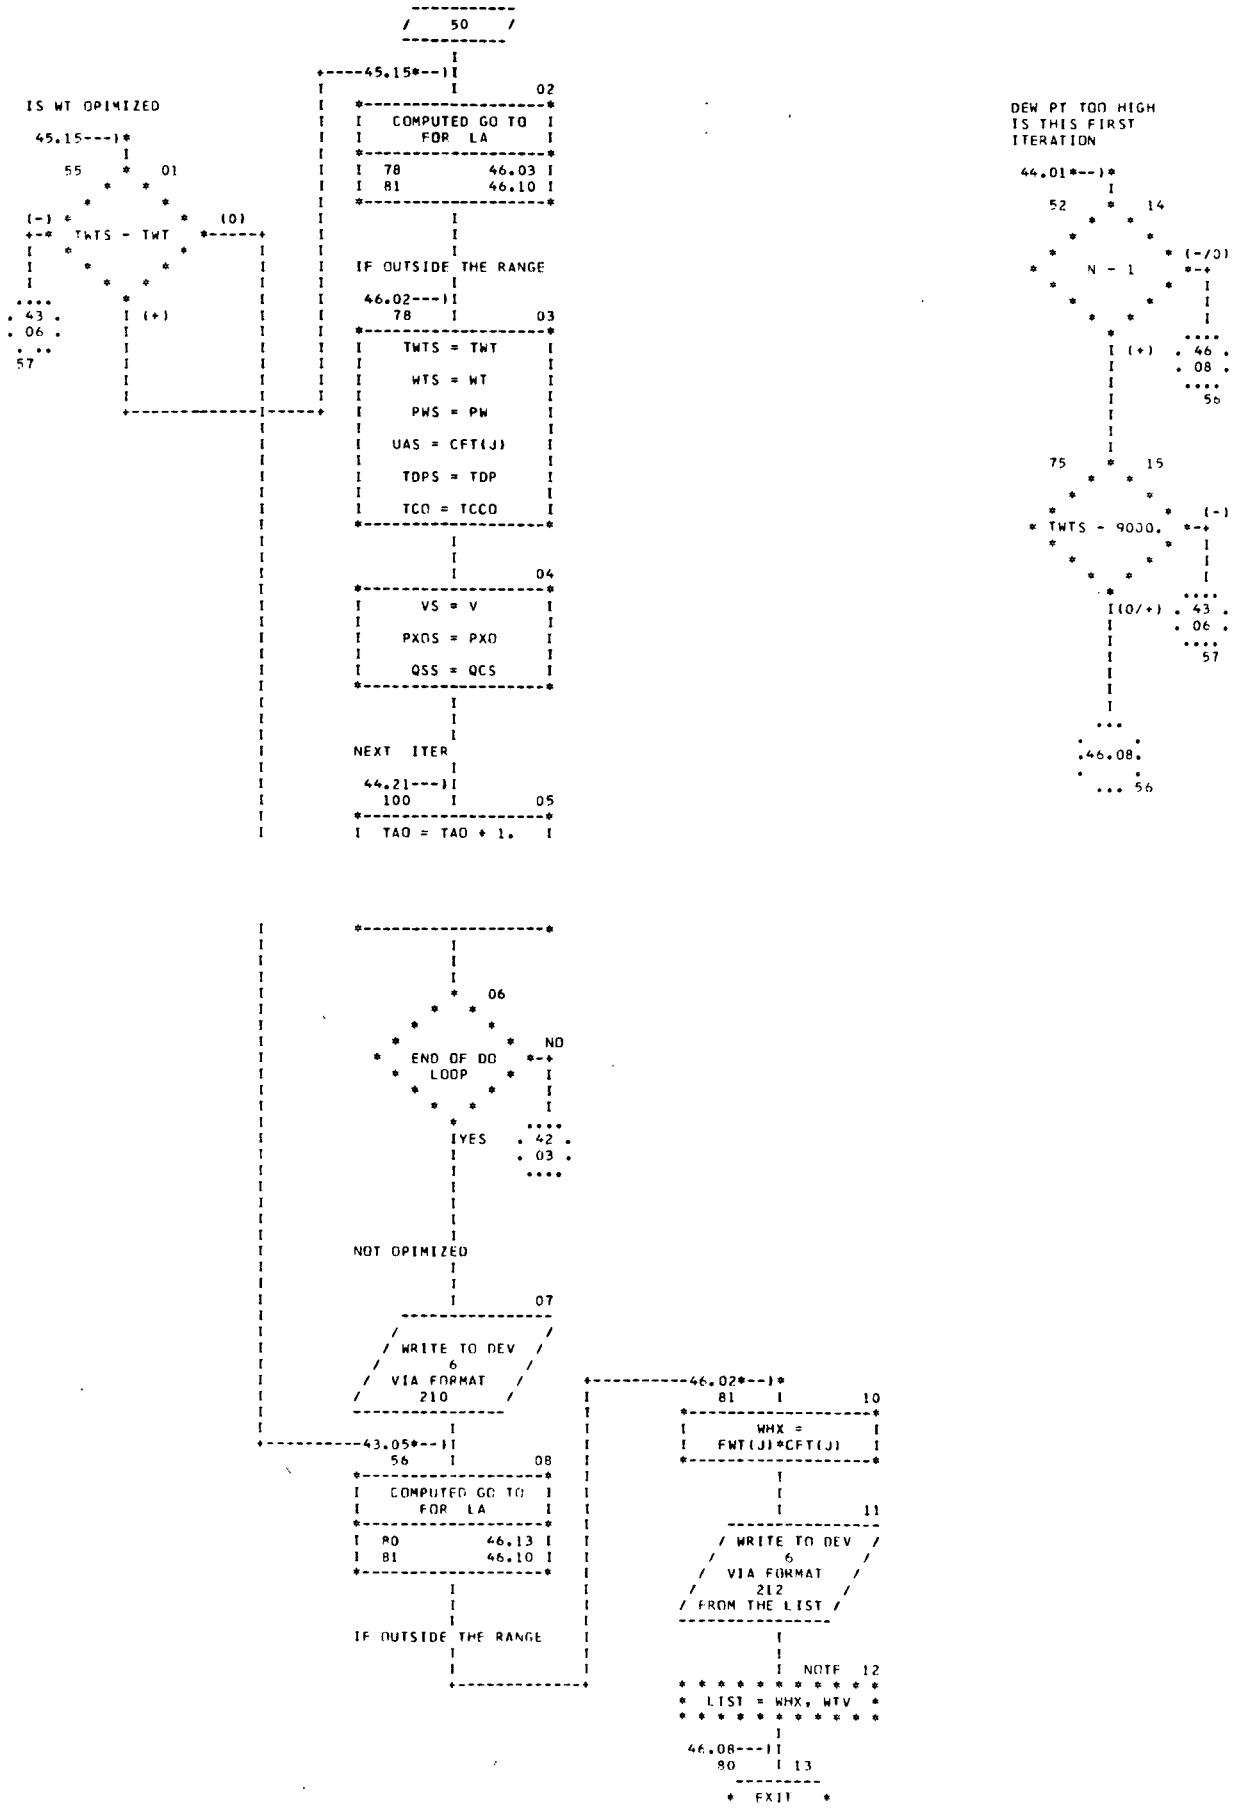 / 50 /
45.15*--)I
02
COMPUTED GO TO
FOR LA
78 46.03
81 46.10
IF OUTSIDE THE RANGE
46.02---)I
78 03
TWTS = TWT
WTS = WT
PWS = PW
UAS = CFT(J)
TDPS = TDP
TCO = TCCO
04
VS = V
PXOS = PXO
QSS = QCS
NEXT ITER
44.21---)I
100 05
TAO = TAO + 1.
06
END OF DO
LOOP
NO
YES
42
03
NOT OPIMIZED
07
WRITE TO DEV
6
VIA FORMAT
210
43.05*--)I
56 08
COMPUTED GO TO
FOR LA
80 46.13
81 46.10
IF OUTSIDE THE RANGE
IS WT OPIMIZED
45.15---)*
55 01
(-) TWTS - TWT (0)
(+)
43
06
57
46.02*--)*
81 10
WHX =
FWT(J)*CFT(J)
11
/ WRITE TO DEV /
6
VIA FORMAT
212
/ FROM THE LIST /
NOTE 12
* LIST = WHX, WTV *
46.08---)I
80 13
* EXIT *
DEW PT TOO HIGH
IS THIS FIRST
ITERATION
44.01*--)*
52 14
N - 1
(-/0)
(+)
46
08
56
75 15
TWTS - 9000.
(-)
(0/+)
43
06
57
.46.08.
56